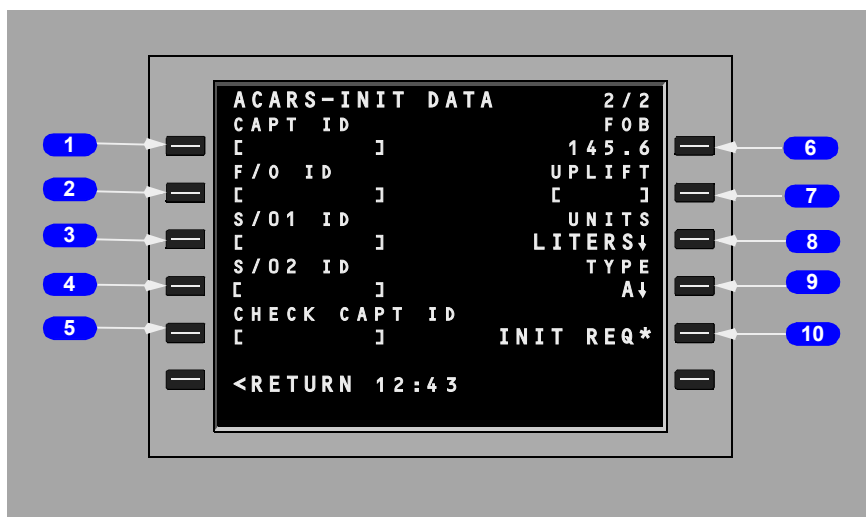 ACARS-INIT DATA 2/2
CAPT ID FOB
1 [ ] 145.6 6
F/O ID UPLIFT
2 [ ] [ ] 7
S/O1 ID UNITS
3 [ ] LITERS↓ 8
S/O2 ID TYPE
4 [ ] A↓ 9
CHECK CAPT ID
5 [ ] INIT REQ* 10
<RETURN 12:43